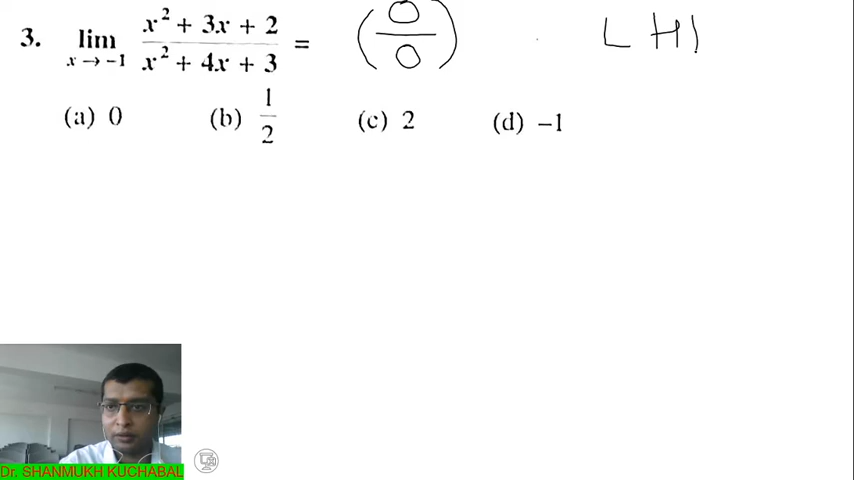 3. lim x→−1 (x² + 3x + 2)/(x² + 4x + 3) = (0/0) L H
(a) 0 (b) 1/2 (c) 2 (d) −1
Dr. SHANMUKH KUCHABAL